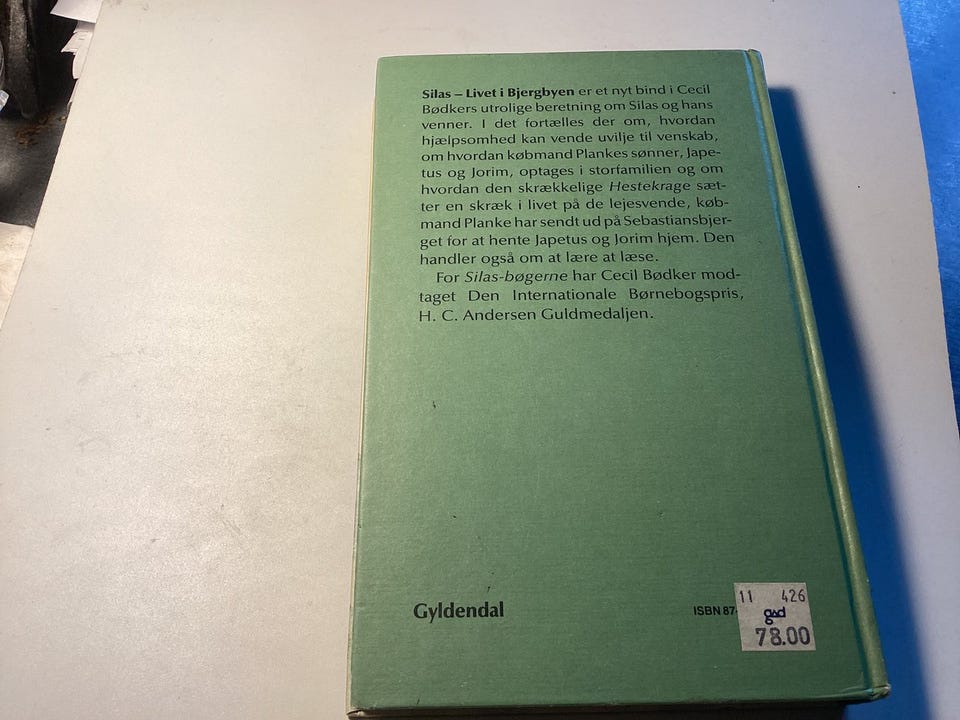 Silas – Livet i Bjergbyen er et nyt bind i Cecil
Bødkers utrolige beretning om Silas og hans
venner. I det fortælles der om, hvordan
hjælpsomhed kan vende uvilje til venskab,
om hvordan købmand Plankes sønner, Jape-
tus og Jorim, optages i storfamilien og om
hvordan den skrækkelige Hestekrage sæt-
ter en skræk i livet på de lejesvende, køb-
mand Planke har sendt ud på Sebastiansbjer-
get for at hente Japetus og Jorim hjem. Den
handler også om at lære at læse.
For Silas-bøgerne har Cecil Bødker mod-
taget Den Internationale Børnebogspris,
H. C. Andersen Guldmedaljen.
Gyldendal
ISBN 87-
11 426
gad
78.00